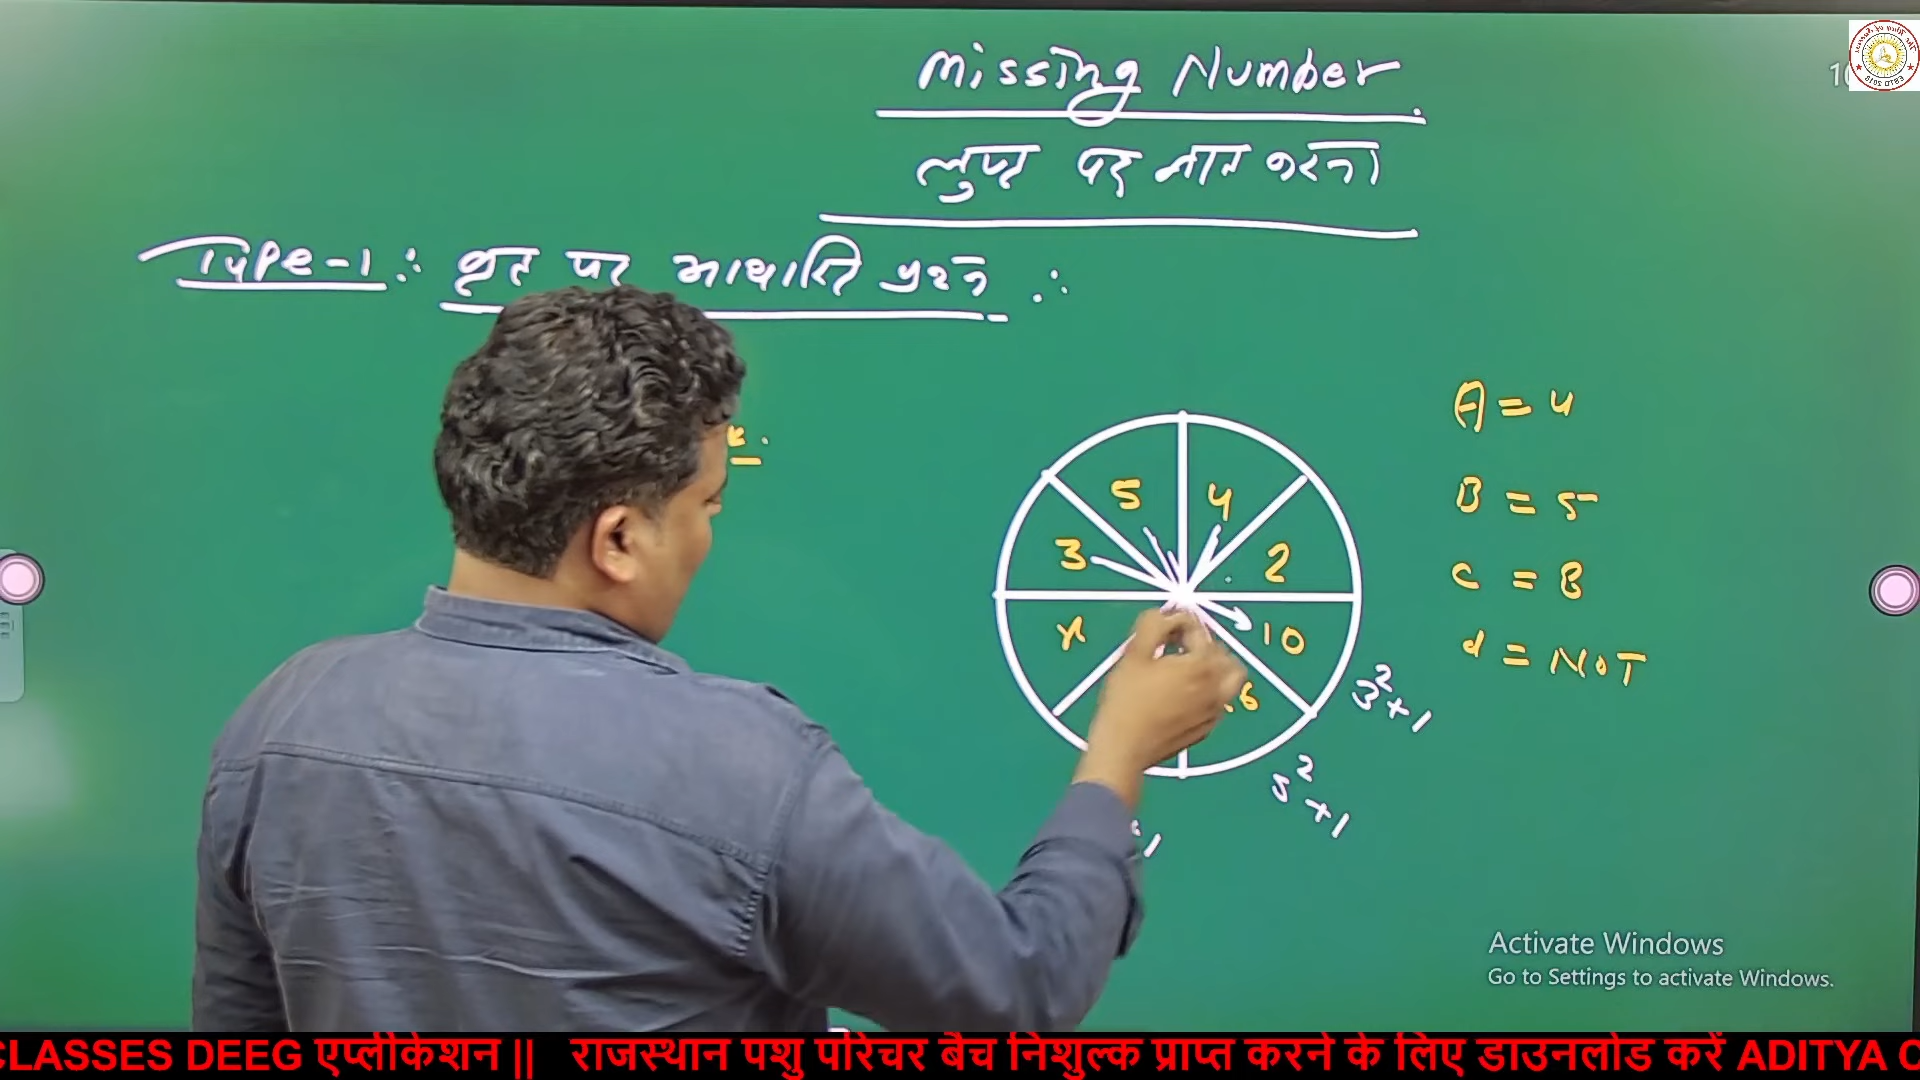 Missing Number
लुप्त पद ज्ञात करना
Type-1 :- वृत पर आधारित प्रश्न :-
A = 4
5 4
B = 5
3 2
C = 8
x 10
d = NOT
6
3²+1
5²+1
1
Activate Windows
Go to Settings to activate Windows.
CLASSES DEEG एप्लीकेशन || राजस्थान पशु परिचर बैच निशुल्क प्राप्त करने के लिए डाउनलोड करें ADITYA C